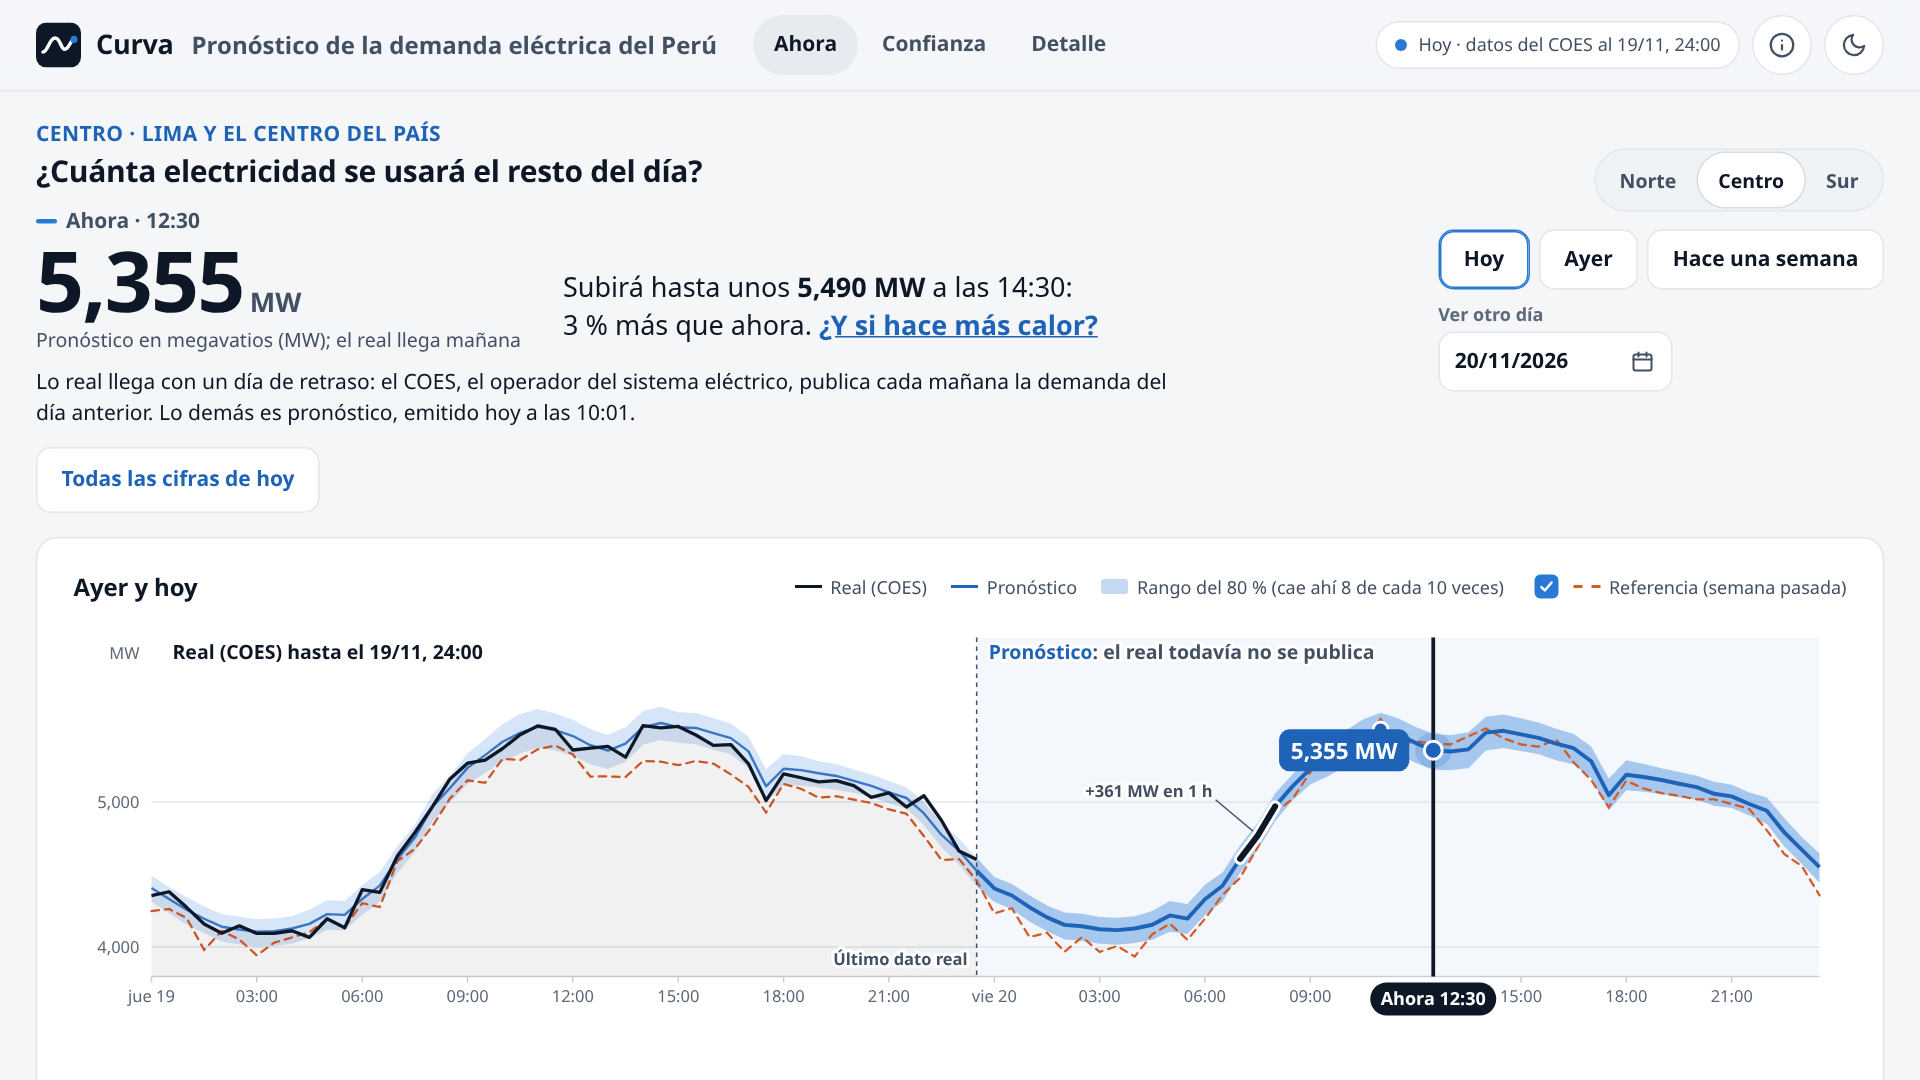 Curva
Pronóstico de la demanda eléctrica del Perú
Ahora
Confianza
Detalle
Hoy · datos del COES al 19/11, 24:00
CENTRO · LIMA Y EL CENTRO DEL PAÍS
¿Cuánta electricidad se usará el resto del día?
Norte
Centro
Sur
Ahora · 12:30
5,355 MW
Pronóstico en megavatios (MW); el real llega mañana
Subirá hasta unos 5,490 MW a las 14:30:
3 % más que ahora. ¿Y si hace más calor?
Hoy
Ayer
Hace una semana
Ver otro día
20/11/2026
Lo real llega con un día de retraso: el COES, el operador del sistema eléctrico, publica cada mañana la demanda del
día anterior. Lo demás es pronóstico, emitido hoy a las 10:01.
Todas las cifras de hoy
Ayer y hoy
Real (COES)
Pronóstico
Rango del 80 % (cae ahí 8 de cada 10 veces)
Referencia (semana pasada)
MW
Real (COES) hasta el 19/11, 24:00
Pronóstico: el real todavía no se publica
5,355 MW
+361 MW en 1 h
5,000
4,000
Último dato real
jue 19
03:00
06:00
09:00
12:00
15:00
18:00
21:00
vie 20
03:00
06:00
09:00
Ahora 12:30
15:00
18:00
21:00